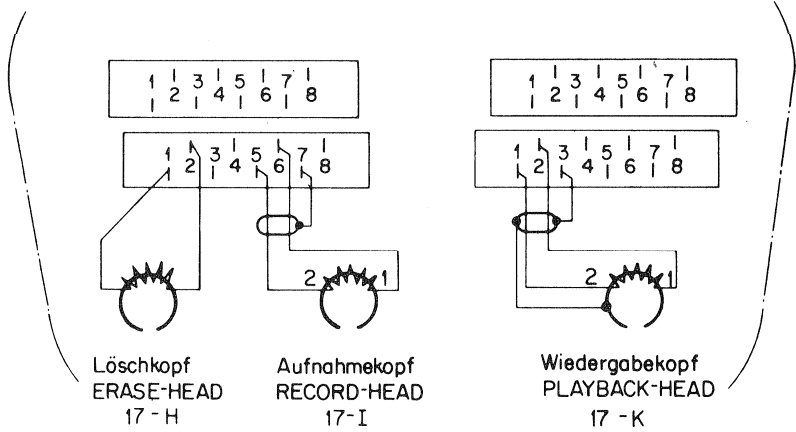 1 2 3 4 5 6 7 8
1 2 3 4 5 6 7 8
1 2 3 4 5 6 7 8
1 2 3 4 5 6 7 8
2 1
2 1
Löschkopf
ERASE-HEAD
17-H
Aufnahmekopf
RECORD-HEAD
17-I
Wiedergabekopf
PLAYBACK-HEAD
17-K